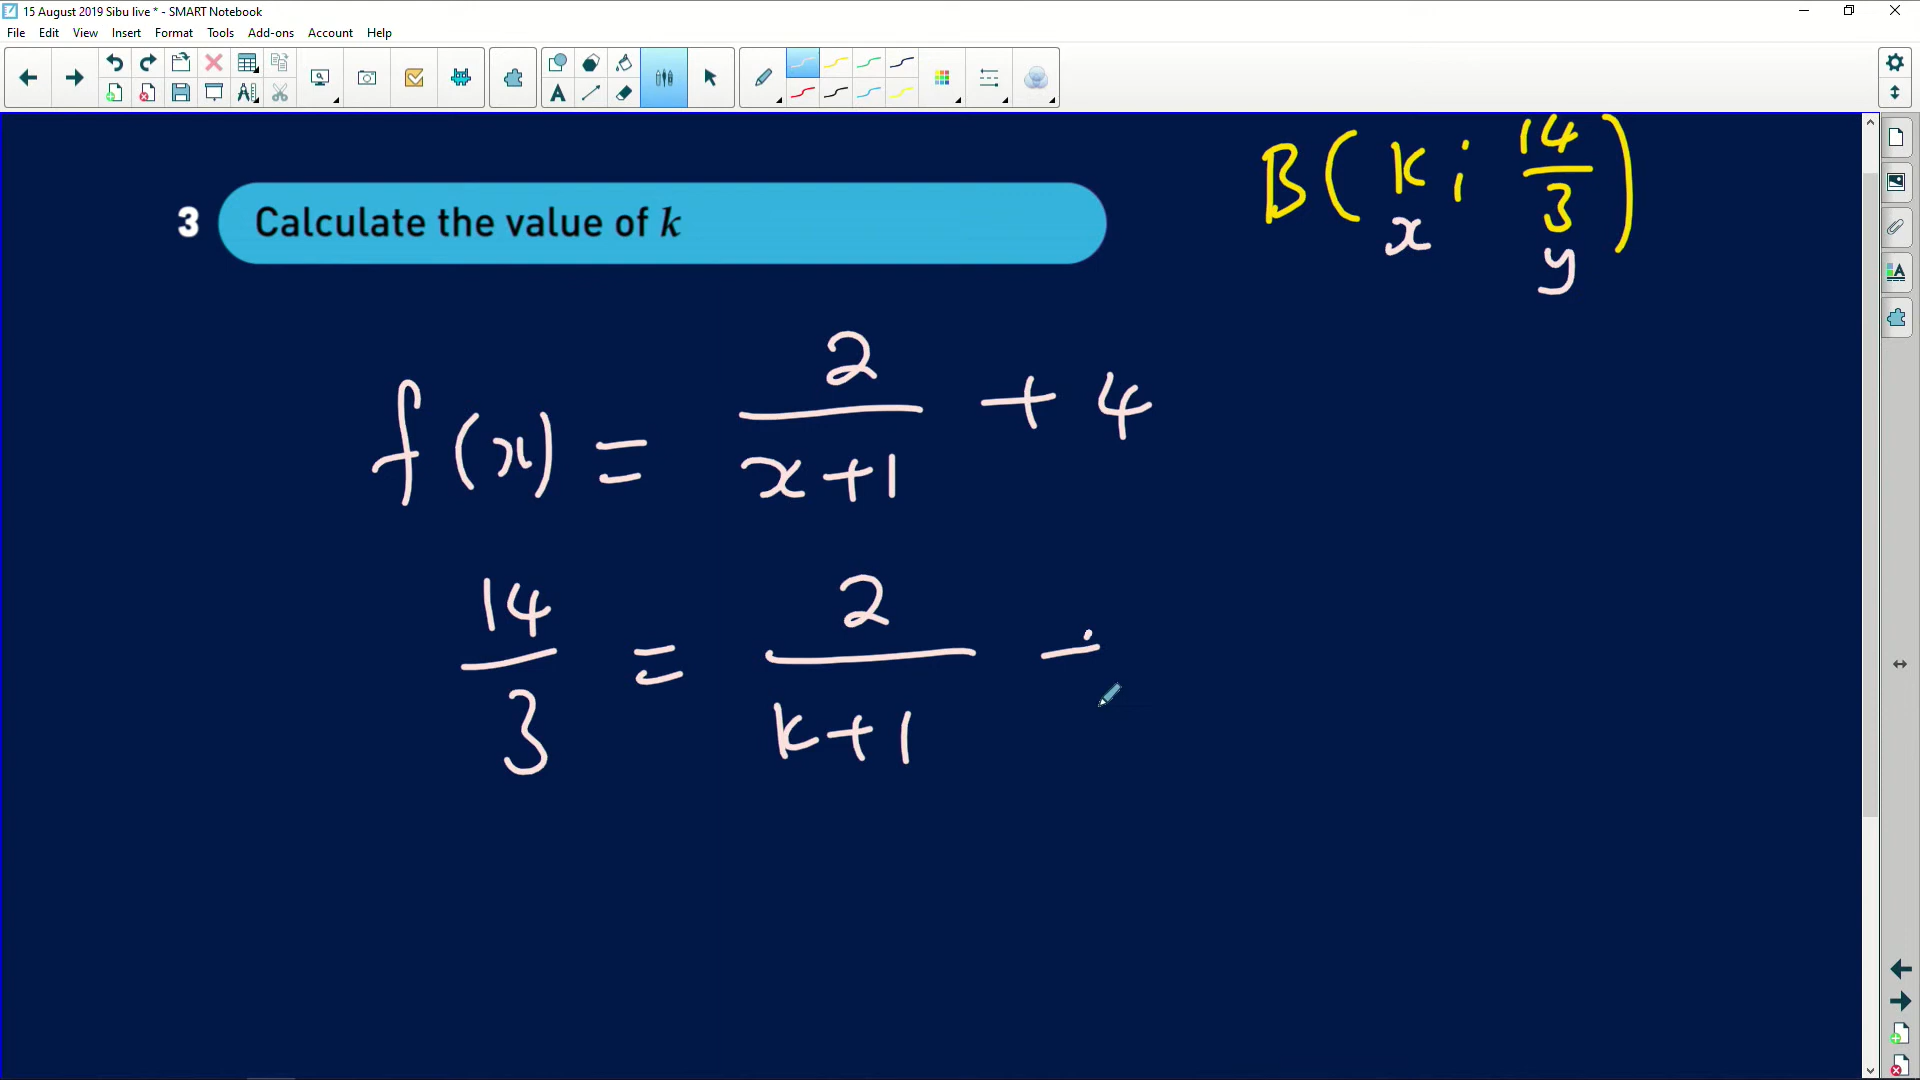 15 August 2019 Sibu live * - SMART Notebook
File Edit View Insert Format Tools Add-ons Account Help
B ( k ; 14/3 )
x y
3 Calculate the value of k
f(x) = 2/(x+1) + 4
14/3 = 2/(k+1)